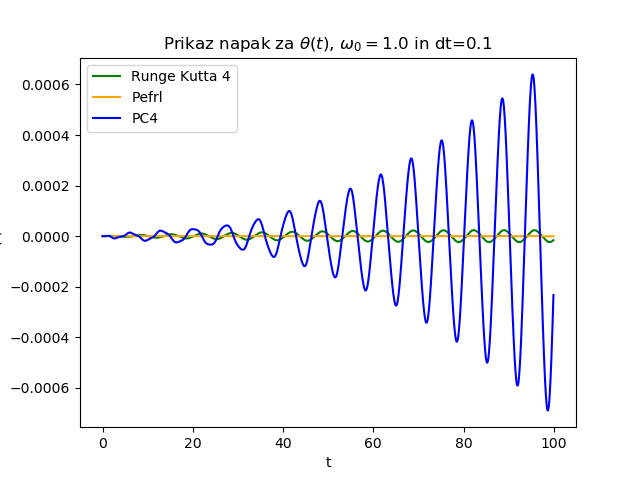 Prikaz napak za θ(t), ω₀ = 1.0 in dt=0.1
Runge Kutta 4
Pefrl
PC4
0.0006
0.0004
0.0002
0.0000
−0.0002
−0.0004
−0.0006
0 20 40 60 80 100
t